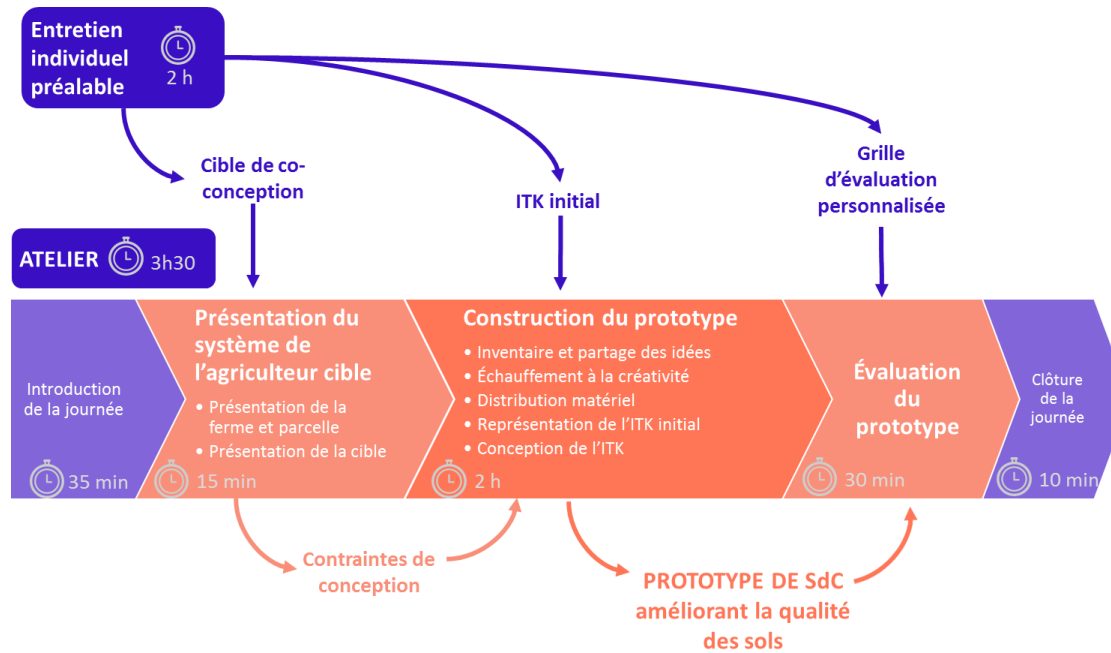 Entretien
individuel
préalable
2 h
Cible de co-
conception
ITK initial
Grille
d’évaluation
personnalisée
ATELIER
3h30
Introduction
de la journée
35 min
Présentation du
système de
l’agriculteur cible
• Présentation de la
ferme et parcelle
• Présentation de la cible
15 min
Construction du prototype
• Inventaire et partage des idées
• Échauffement à la créativité
• Distribution matériel
• Représentation de l’ITK initial
• Conception de l’ITK
2 h
Évaluation
du
prototype
30 min
Clôture
de la
journée
10 min
Contraintes de
conception
PROTOTYPE DE SdC
améliorant la qualité
des sols